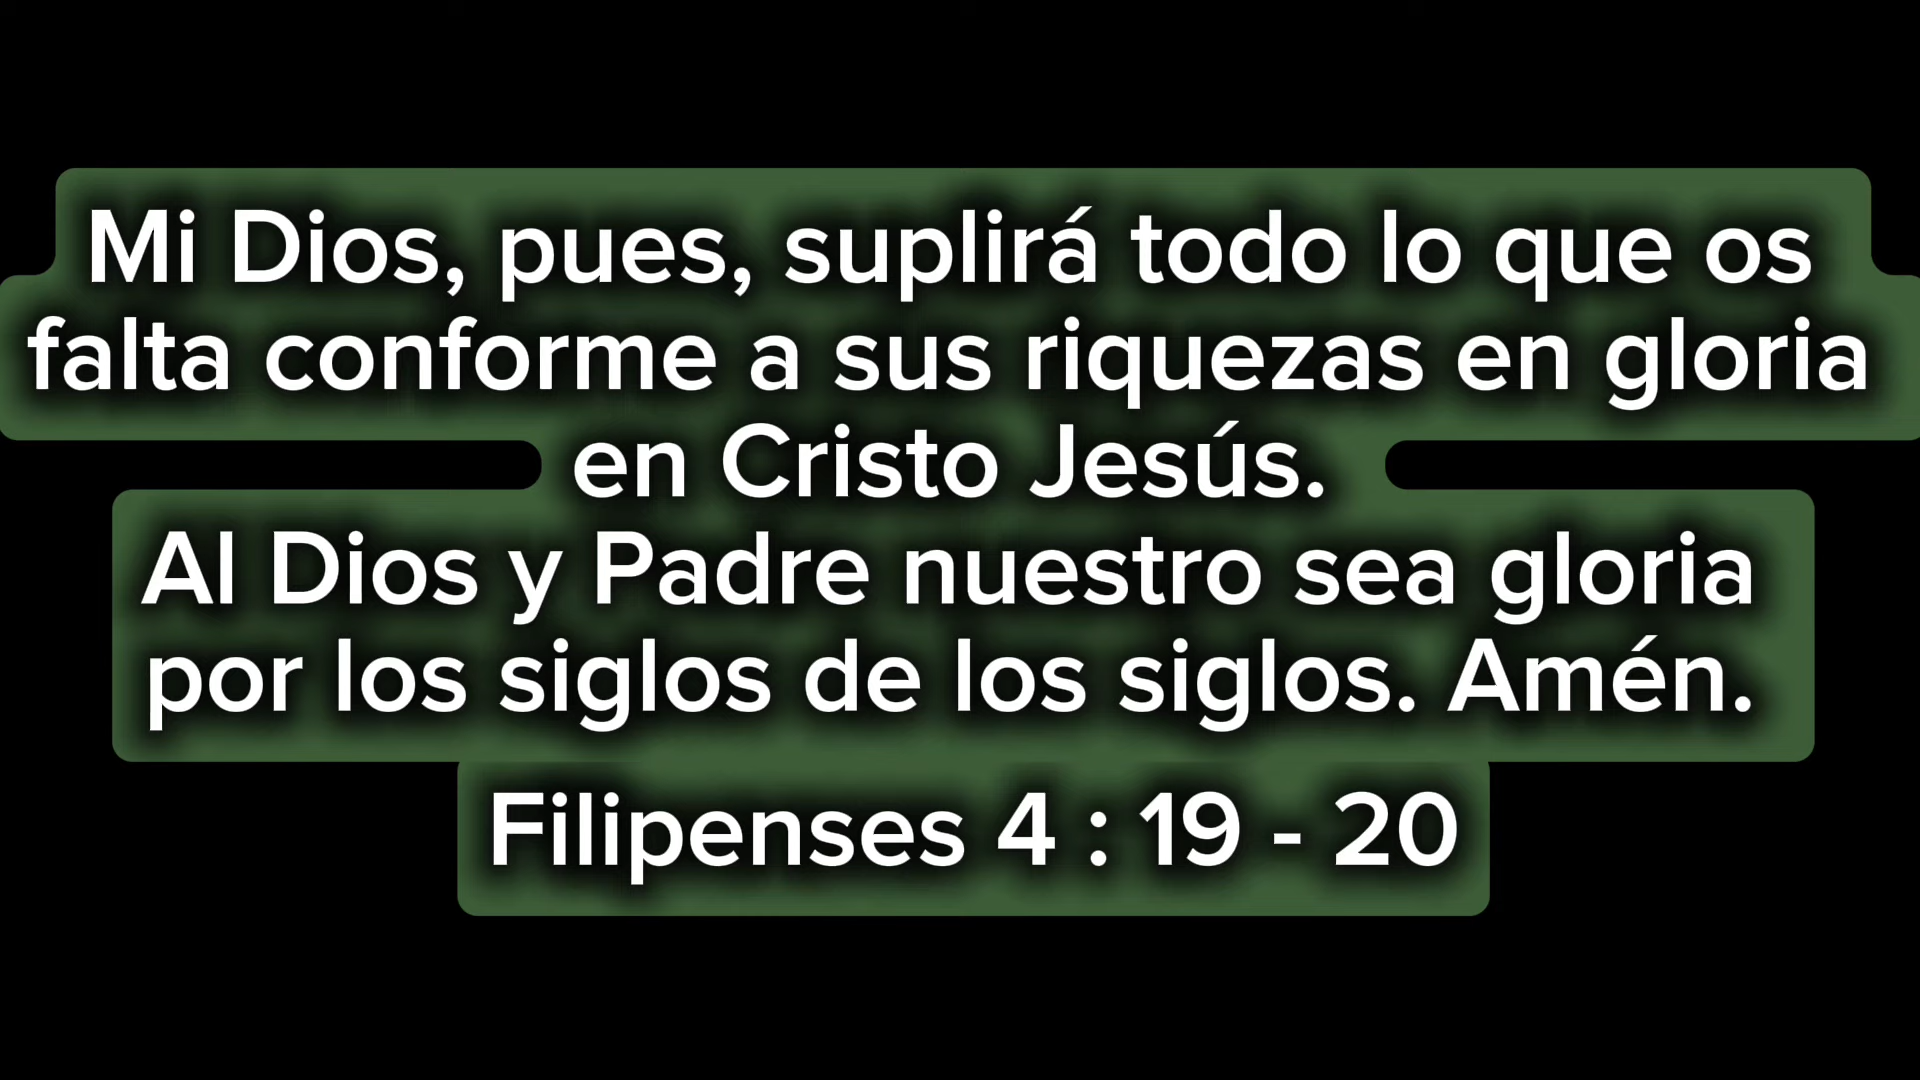 Mi Dios, pues, suplirá todo lo que os
falta conforme a sus riquezas en gloria
en Cristo Jesús.
Al Dios y Padre nuestro sea gloria
por los siglos de los siglos. Amén.
Filipenses 4 : 19 - 20